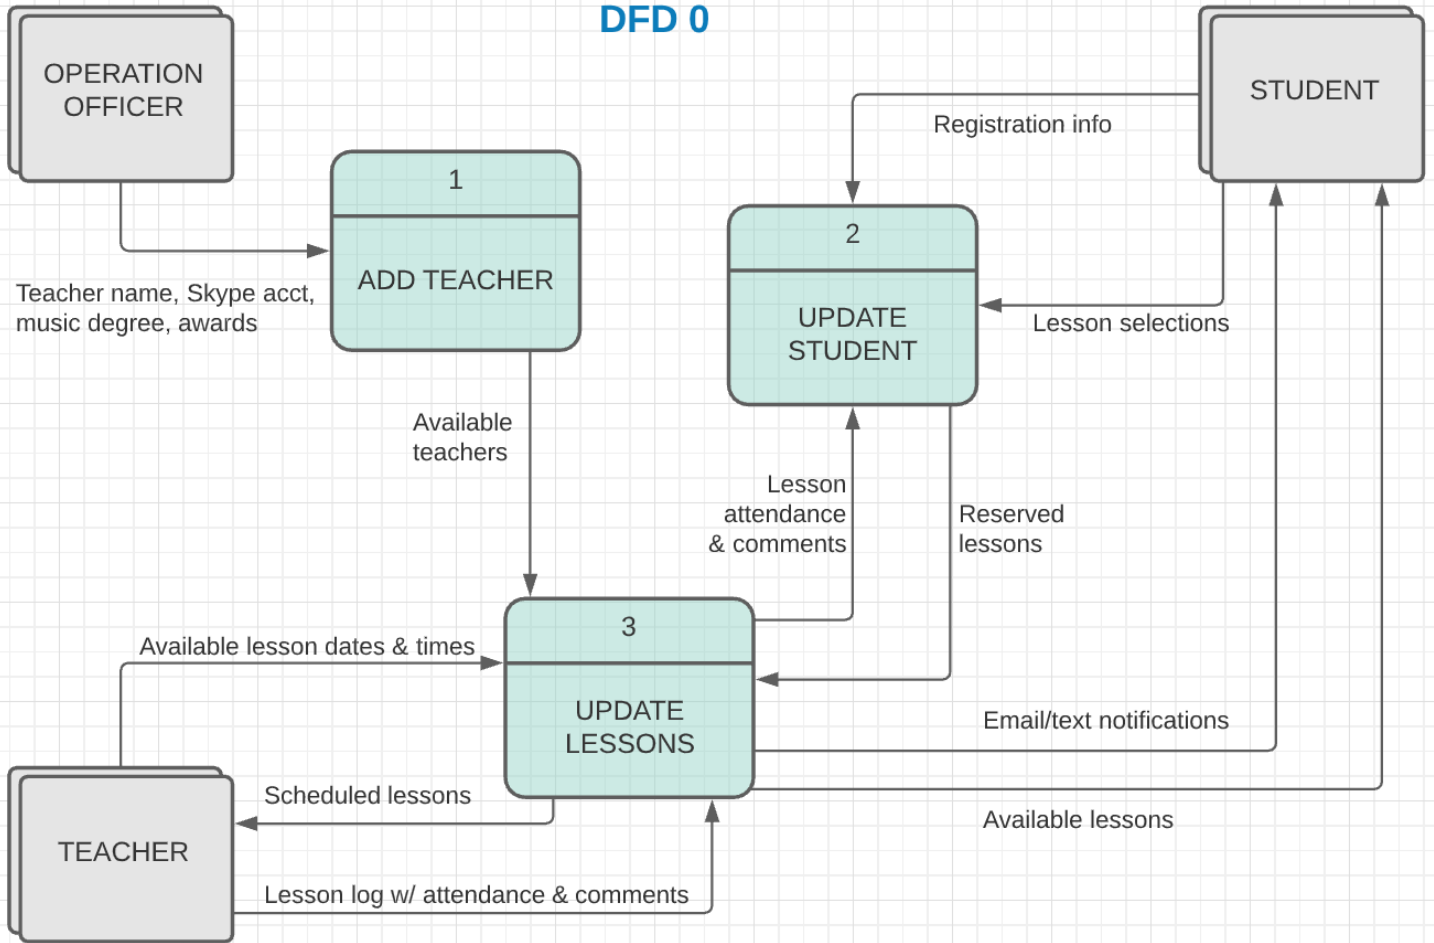 DFD 0
OPERATION
OFFICER
STUDENT
Registration info
1
ADD TEACHER
2
UPDATE
STUDENT
Teacher name, Skype acct,
music degree, awards
Lesson selections
Available
teachers
Lesson
attendance
& comments
Reserved
lessons
3
UPDATE
LESSONS
Available lesson dates & times
Email/text notifications
Scheduled lessons
Available lessons
TEACHER
Lesson log w/ attendance & comments